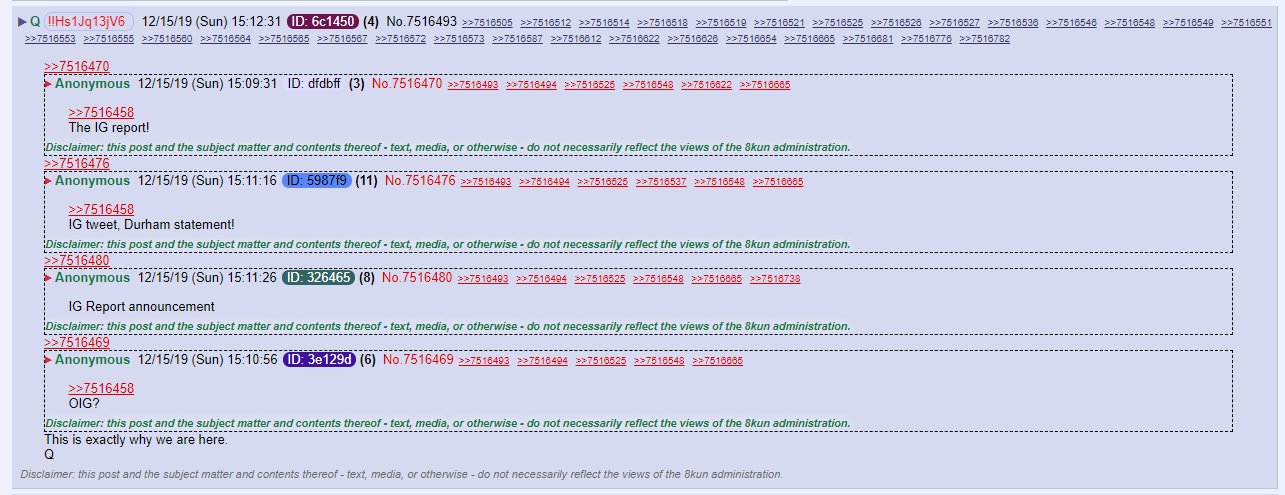 ▶ Q !!Hs1Jq13jV6 12/15/19 (Sun) 15:12:31 ID: 6c1450 (4) No.7516493 >>7516505 >>7516512 >>7516514 >>7516518 >>7516519 >>7516521 >>7516525 >>7516526 >>7516527 >>7516536 >>7516546 >>7516548 >>7516549 >>7516551
>>7516553 >>7516555 >>7516560 >>7516564 >>7516565 >>7516567 >>7516572 >>7516573 >>7516587 >>7516612 >>7516622 >>7516626 >>7516654 >>7516665 >>7516681 >>7516776 >>7516782
>>7516470
Anonymous 12/15/19 (Sun) 15:09:31 ID: dfdbff (3) No.7516470 >>7516493 >>7516494 >>7516525 >>7516548 >>7516622 >>7516665
>>7516458
The IG report!
Disclaimer: this post and the subject matter and contents thereof - text, media, or otherwise - do not necessarily reflect the views of the 8kun administration.
>>7516476
Anonymous 12/15/19 (Sun) 15:11:16 ID: 5987f9 (11) No.7516476 >>7516493 >>7516494 >>7516525 >>7516537 >>7516548 >>7516665
>>7516458
IG tweet, Durham statement!
Disclaimer: this post and the subject matter and contents thereof - text, media, or otherwise - do not necessarily reflect the views of the 8kun administration.
>>7516480
Anonymous 12/15/19 (Sun) 15:11:26 ID: 326465 (8) No.7516480 >>7516493 >>7516494 >>7516525 >>7516548 >>7516665 >>7516738
IG Report announcement
Disclaimer: this post and the subject matter and contents thereof - text, media, or otherwise - do not necessarily reflect the views of the 8kun administration.
>>7516469
Anonymous 12/15/19 (Sun) 15:10:56 ID: 3e129d (6) No.7516469 >>7516493 >>7516494 >>7516525 >>7516548 >>7516665
>>7516458
OIG?
Disclaimer: this post and the subject matter and contents thereof - text, media, or otherwise - do not necessarily reflect the views of the 8kun administration.
This is exactly why we are here.
Q
Disclaimer: this post and the subject matter and contents thereof - text, media, or otherwise - do not necessarily reflect the views of the 8kun administration.